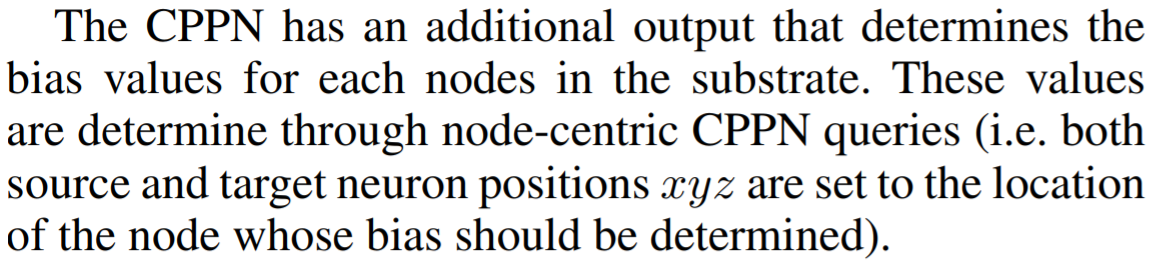 The CPPN has an additional output that determines the
bias values for each nodes in the substrate. These values
are determine through node-centric CPPN queries (i.e. both
source and target neuron positions xyz are set to the location
of the node whose bias should be determined).